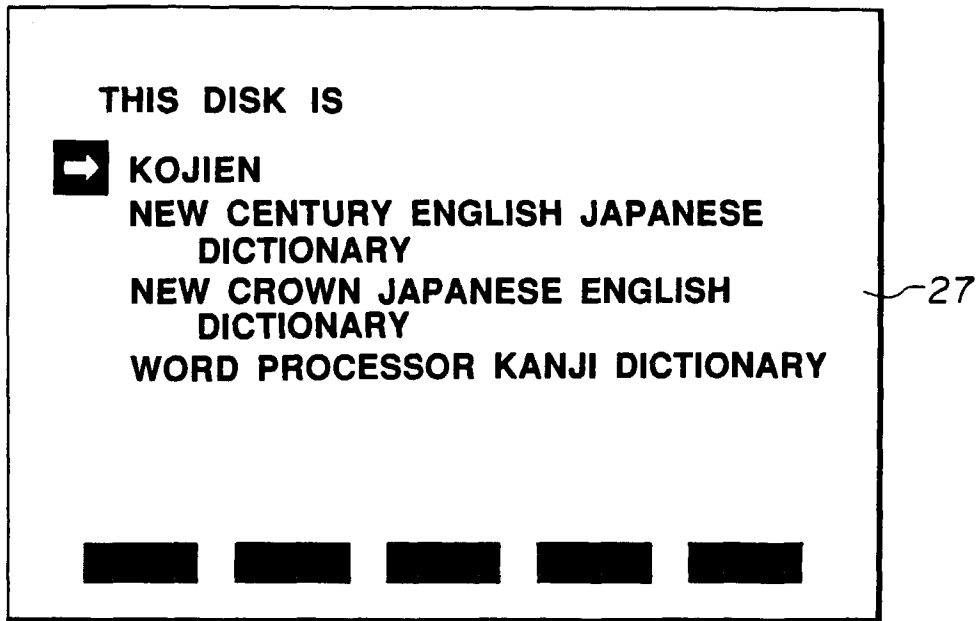 THIS DISK IS
KOJIEN
NEW CENTURY ENGLISH JAPANESE
DICTIONARY
NEW CROWN JAPANESE ENGLISH
DICTIONARY
27
WORD PROCESSOR KANJI DICTIONARY